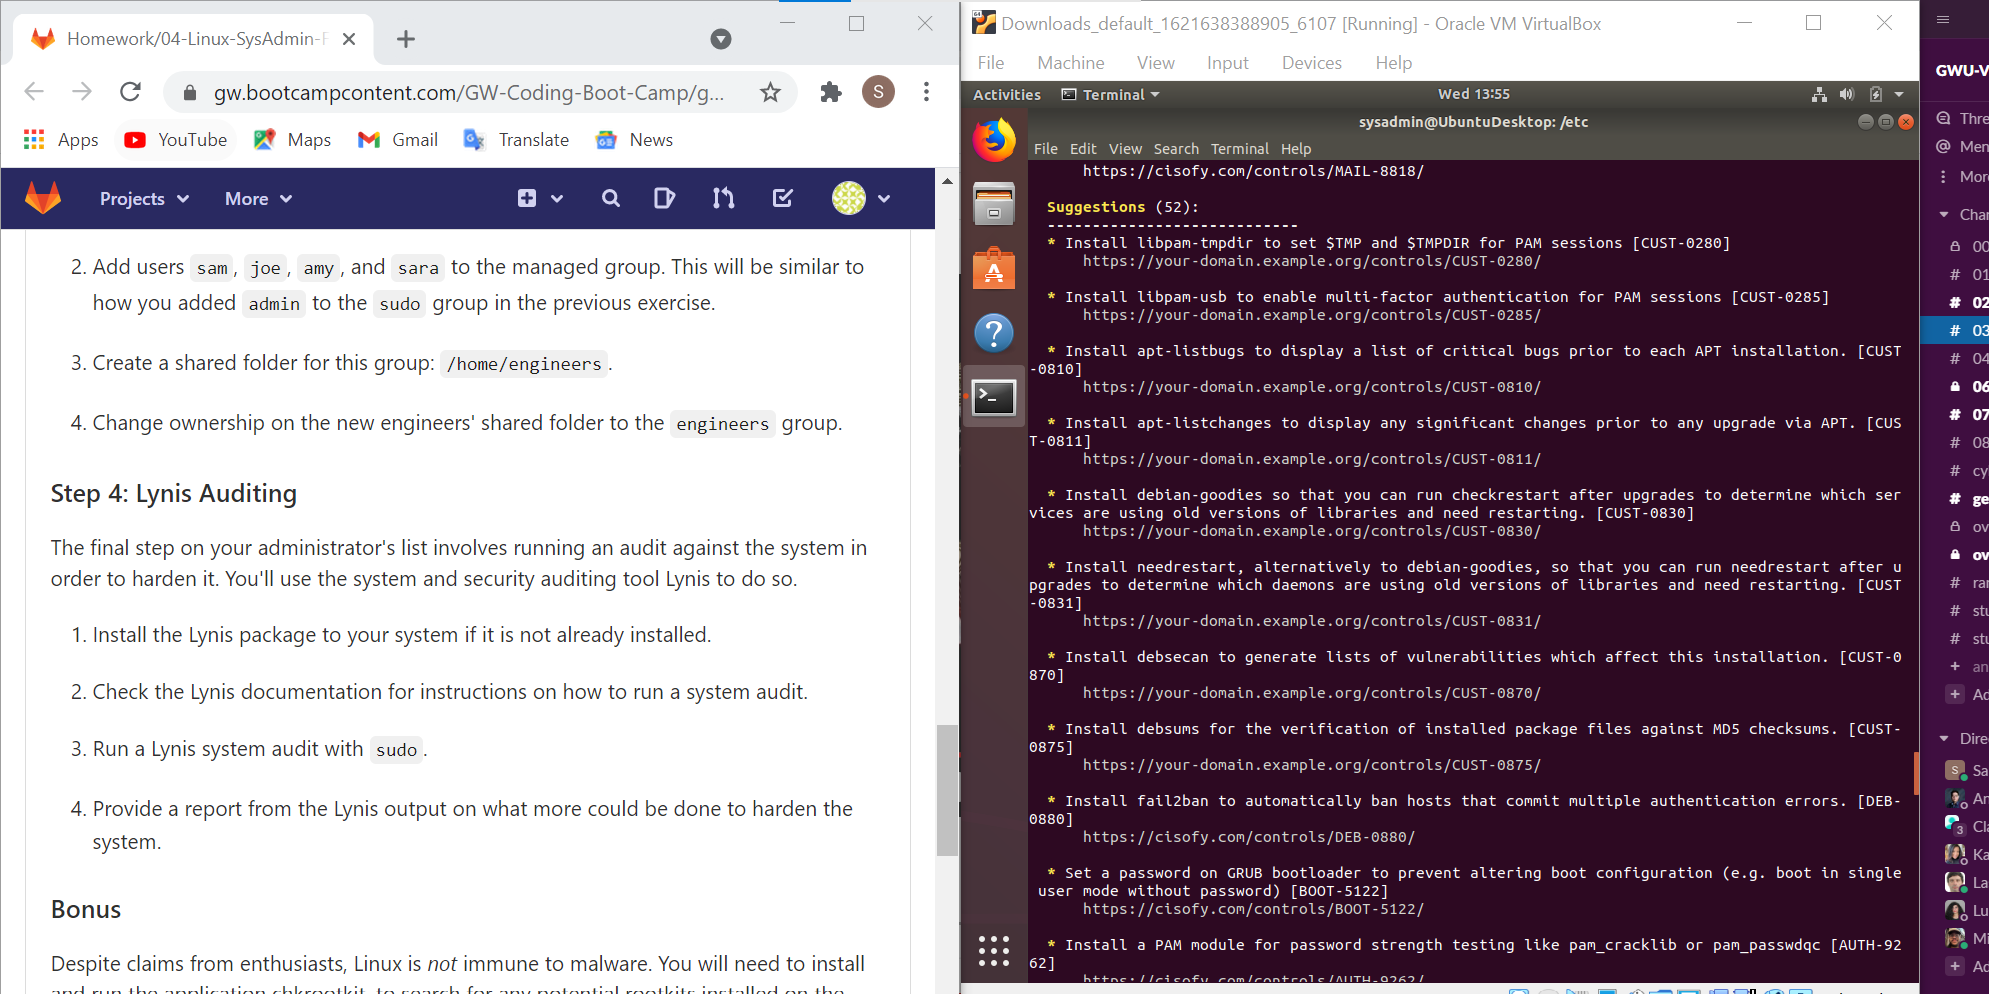 Homework/04-Linux-SysAdmin-F
gw.bootcampcontent.com/GW-Coding-Boot-Camp/g...
S
Apps
YouTube
Maps
Gmail
Translate
News
Projects
More
2. Add users sam, joe, amy, and sara to the managed group. This will be similar to
how you added admin to the sudo group in the previous exercise.
3. Create a shared folder for this group: /home/engineers.
4. Change ownership on the new engineers' shared folder to the engineers group.
Step 4: Lynis Auditing
The final step on your administrator's list involves running an audit against the system in
order to harden it. You'll use the system and security auditing tool Lynis to do so.
1. Install the Lynis package to your system if it is not already installed.
2. Check the Lynis documentation for instructions on how to run a system audit.
3. Run a Lynis system audit with sudo.
4. Provide a report from the Lynis output on what more could be done to harden the
system.
Bonus
Despite claims from enthusiasts, Linux is not immune to malware. You will need to install
and run the application chkrootkit, to search for any potential rootkits installed on the
Downloads_default_1621638388905_6107 [Running] - Oracle VM VirtualBox
File Machine View Input Devices Help
Activities Terminal Wed 13:55
sysadmin@UbuntuDesktop: /etc
File Edit View Search Terminal Help
https://cisofy.com/controls/MAIL-8818/
Suggestions (52):
----------------------------
* Install libpam-tmpdir to set $TMP and $TMPDIR for PAM sessions [CUST-0280]
https://your-domain.example.org/controls/CUST-0280/
* Install libpam-usb to enable multi-factor authentication for PAM sessions [CUST-0285]
https://your-domain.example.org/controls/CUST-0285/
* Install apt-listbugs to display a list of critical bugs prior to each APT installation. [CUST
-0810]
https://your-domain.example.org/controls/CUST-0810/
* Install apt-listchanges to display any significant changes prior to any upgrade via APT. [CUS
T-0811]
https://your-domain.example.org/controls/CUST-0811/
* Install debian-goodies so that you can run checkrestart after upgrades to determine which ser
vices are using old versions of libraries and need restarting. [CUST-0830]
https://your-domain.example.org/controls/CUST-0830/
* Install needrestart, alternatively to debian-goodies, so that you can run needrestart after u
pgrades to determine which daemons are using old versions of libraries and need restarting. [CUST
-0831]
https://your-domain.example.org/controls/CUST-0831/
* Install debsecan to generate lists of vulnerabilities which affect this installation. [CUST-0
870]
https://your-domain.example.org/controls/CUST-0870/
* Install debsums for the verification of installed package files against MD5 checksums. [CUST-
0875]
https://your-domain.example.org/controls/CUST-0875/
* Install fail2ban to automatically ban hosts that commit multiple authentication errors. [DEB-
0880]
https://cisofy.com/controls/DEB-0880/
* Set a password on GRUB bootloader to prevent altering boot configuration (e.g. boot in single
user mode without password) [BOOT-5122]
https://cisofy.com/controls/BOOT-5122/
* Install a PAM module for password strength testing like pam_cracklib or pam_passwdqc [AUTH-92
62]
https://cisofy.com/controls/AUTH-9262/
GWU-V
Thre
@ Men
More
Chan
00
# 01
# 02
# 03
# 04
06
# 07
# 08
# cy
# ge
ov
ov
# ra
# stu
# stu
+ an
+ Ad
Dire
S Sa
An
3 Cla
Ka
La
Lu
Mi
+ Ad